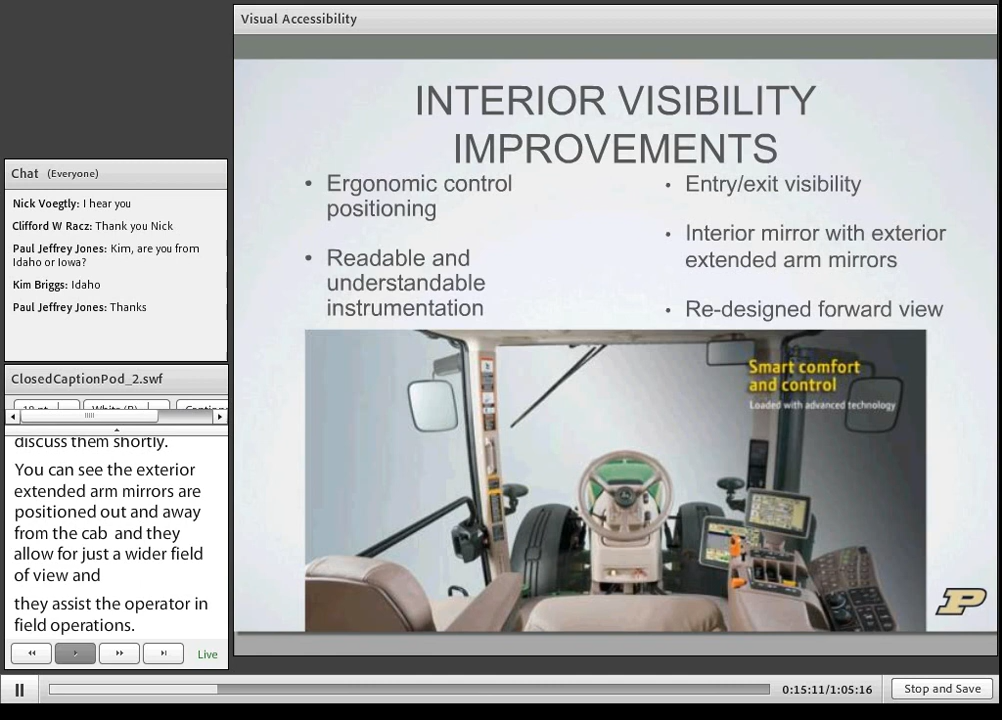 Visual Accessibility
INTERIOR VISIBILITY
IMPROVEMENTS
• Ergonomic control
positioning
• Readable and
understandable
instrumentation
• Entry/exit visibility
• Interior mirror with exterior
extended arm mirrors
• Re-designed forward view
Smart comfort
and control
Loaded with advanced technology
Chat (Everyone)
Nick Voegtly: I hear you
Clifford W Racz: Thank you Nick
Paul Jeffrey Jones: Kim, are you from
Idaho or Iowa?
Kim Briggs: Idaho
Paul Jeffrey Jones: Thanks
ClosedCaptionPod_2.swf
discuss them shortly.
You can see the exterior
extended arm mirrors are
positioned out and away
from the cab and they
allow for just a wider field
of view and
they assist the operator in
field operations.
Live
0:15:11/1:05:16
Stop and Save